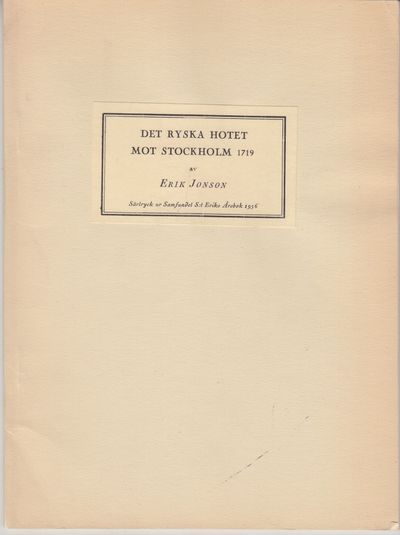 DET RYSKA HOTET
MOT STOCKHOLM 1719
AV
ERIK JONSON
Särtryck ur Samfundet S:t Eriks Årsbok 1956